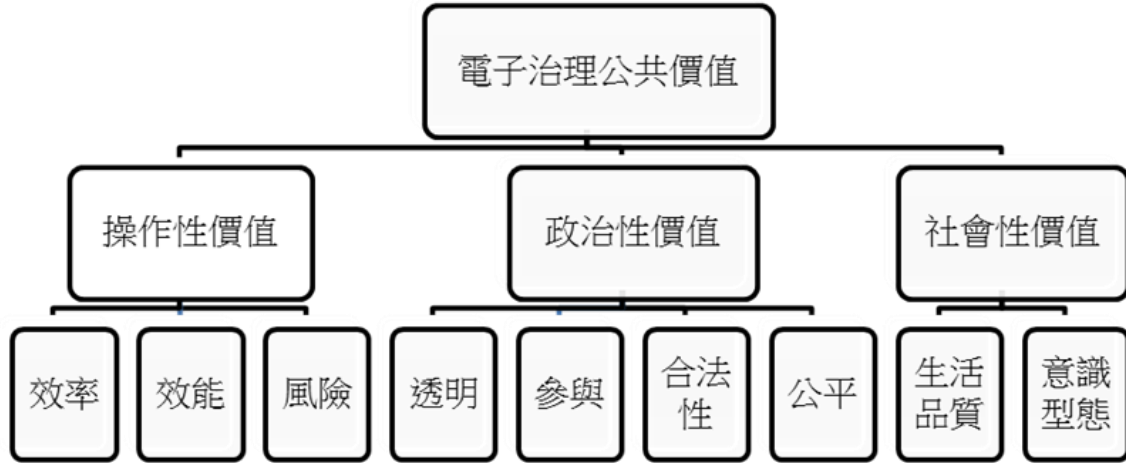 電子治理公共價值
操作性價值
政治性價值
社會性價值
效率
效能
風險
透明
參與
合法
性
公平
生活
品質
意識
型態